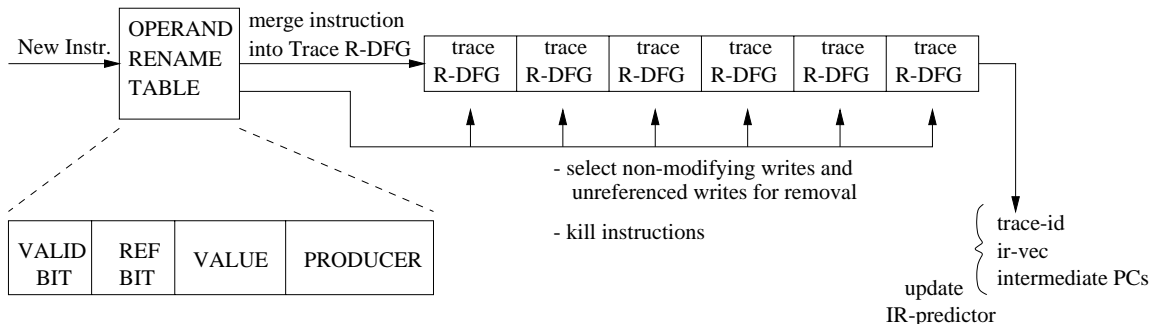 New Instr.
OPERAND
RENAME
TABLE
merge instruction
into Trace R-DFG
trace
R-DFG
trace
R-DFG
trace
R-DFG
trace
R-DFG
trace
R-DFG
trace
R-DFG
- select non-modifying writes and
unreferenced writes for removal
- kill instructions
VALID
BIT
REF
BIT
VALUE
PRODUCER
trace-id
ir-vec
intermediate PCs
update
IR-predictor